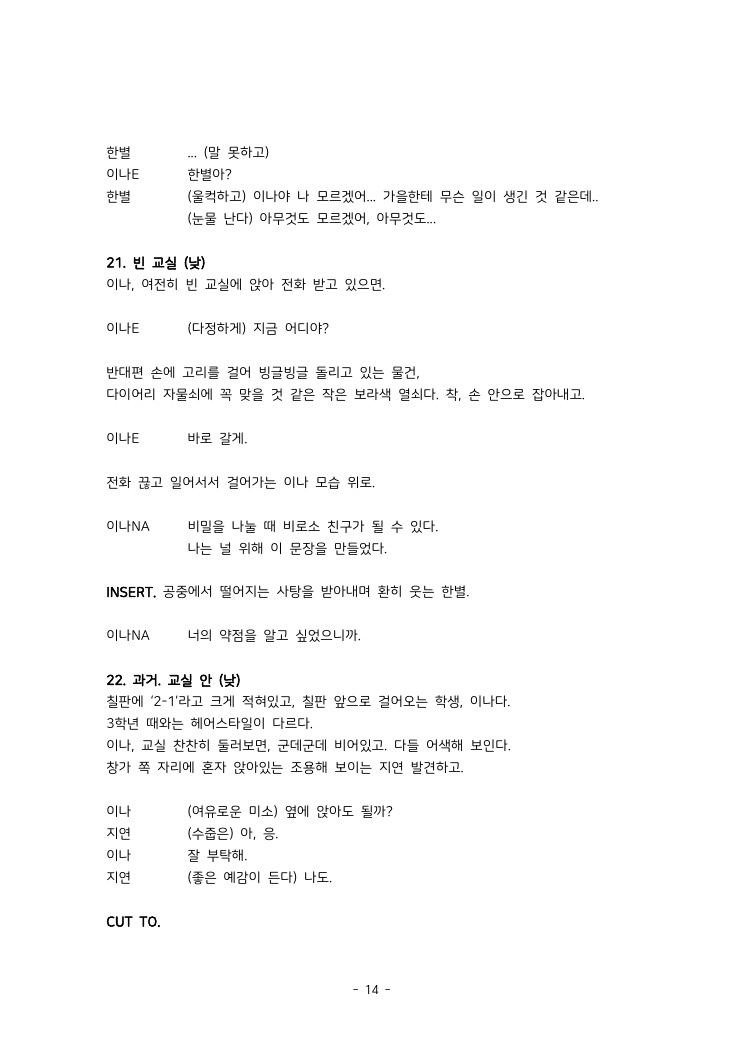 한별 ... (말 못하고)
이나E 한별아?
한별 (울컥하고) 이나야 나 모르겠어... 가을한테 무슨 일이 생긴 것 같은데..
(눈물 난다) 아무것도 모르겠어, 아무것도...
21. 빈 교실 (낮)
이나, 여전히 빈 교실에 앉아 전화 받고 있으면.
이나E (다정하게) 지금 어디야?
반대편 손에 고리를 걸어 빙글빙글 돌리고 있는 물건,
다이어리 자물쇠에 꼭 맞을 것 같은 작은 보라색 열쇠다. 착, 손 안으로 잡아내고.
이나E 바로 갈게.
전화 끊고 일어서서 걸어가는 이나 모습 위로.
이나NA 비밀을 나눌 때 비로소 친구가 될 수 있다.
나는 널 위해 이 문장을 만들었다.
INSERT. 공중에서 떨어지는 사탕을 받아내며 환히 웃는 한별.
이나NA 너의 약점을 알고 싶었으니까.
22. 과거. 교실 안 (낮)
칠판에 ‘2-1’라고 크게 적혀있고, 칠판 앞으로 걸어오는 학생, 이나다.
3학년 때와는 헤어스타일이 다르다.
이나, 교실 찬찬히 둘러보면, 군데군데 비어있고. 다들 어색해 보인다.
창가 쪽 자리에 혼자 앉아있는 조용해 보이는 지연 발견하고.
이나 (여유로운 미소) 옆에 앉아도 될까?
지연 (수줍은) 아, 응.
이나 잘 부탁해.
지연 (좋은 예감이 든다) 나도.
CUT TO.
- 14 -